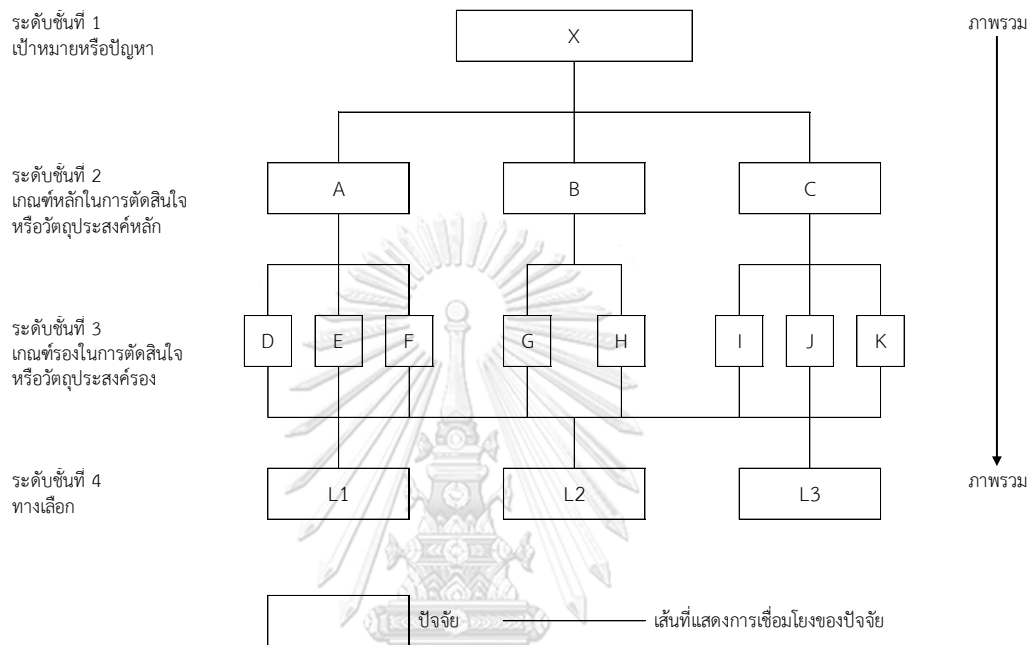 ระดับชั้นที่ 1
เป้าหมายหรือปัญหา
X
ภาพรวม
ระดับชั้นที่ 2
เกณฑ์หลักในการตัดสินใจ
หรือวัตถุประสงค์หลัก
A
B
C
ระดับชั้นที่ 3
เกณฑ์รองในการตัดสินใจ
หรือวัตถุประสงค์รอง
D
E
F
G
H
I
J
K
ระดับชั้นที่ 4
ทางเลือก
L1
L2
L3
ภาพรวม
ปัจจัย
เส้นที่แสดงการเชื่อมโยงของปัจจัย